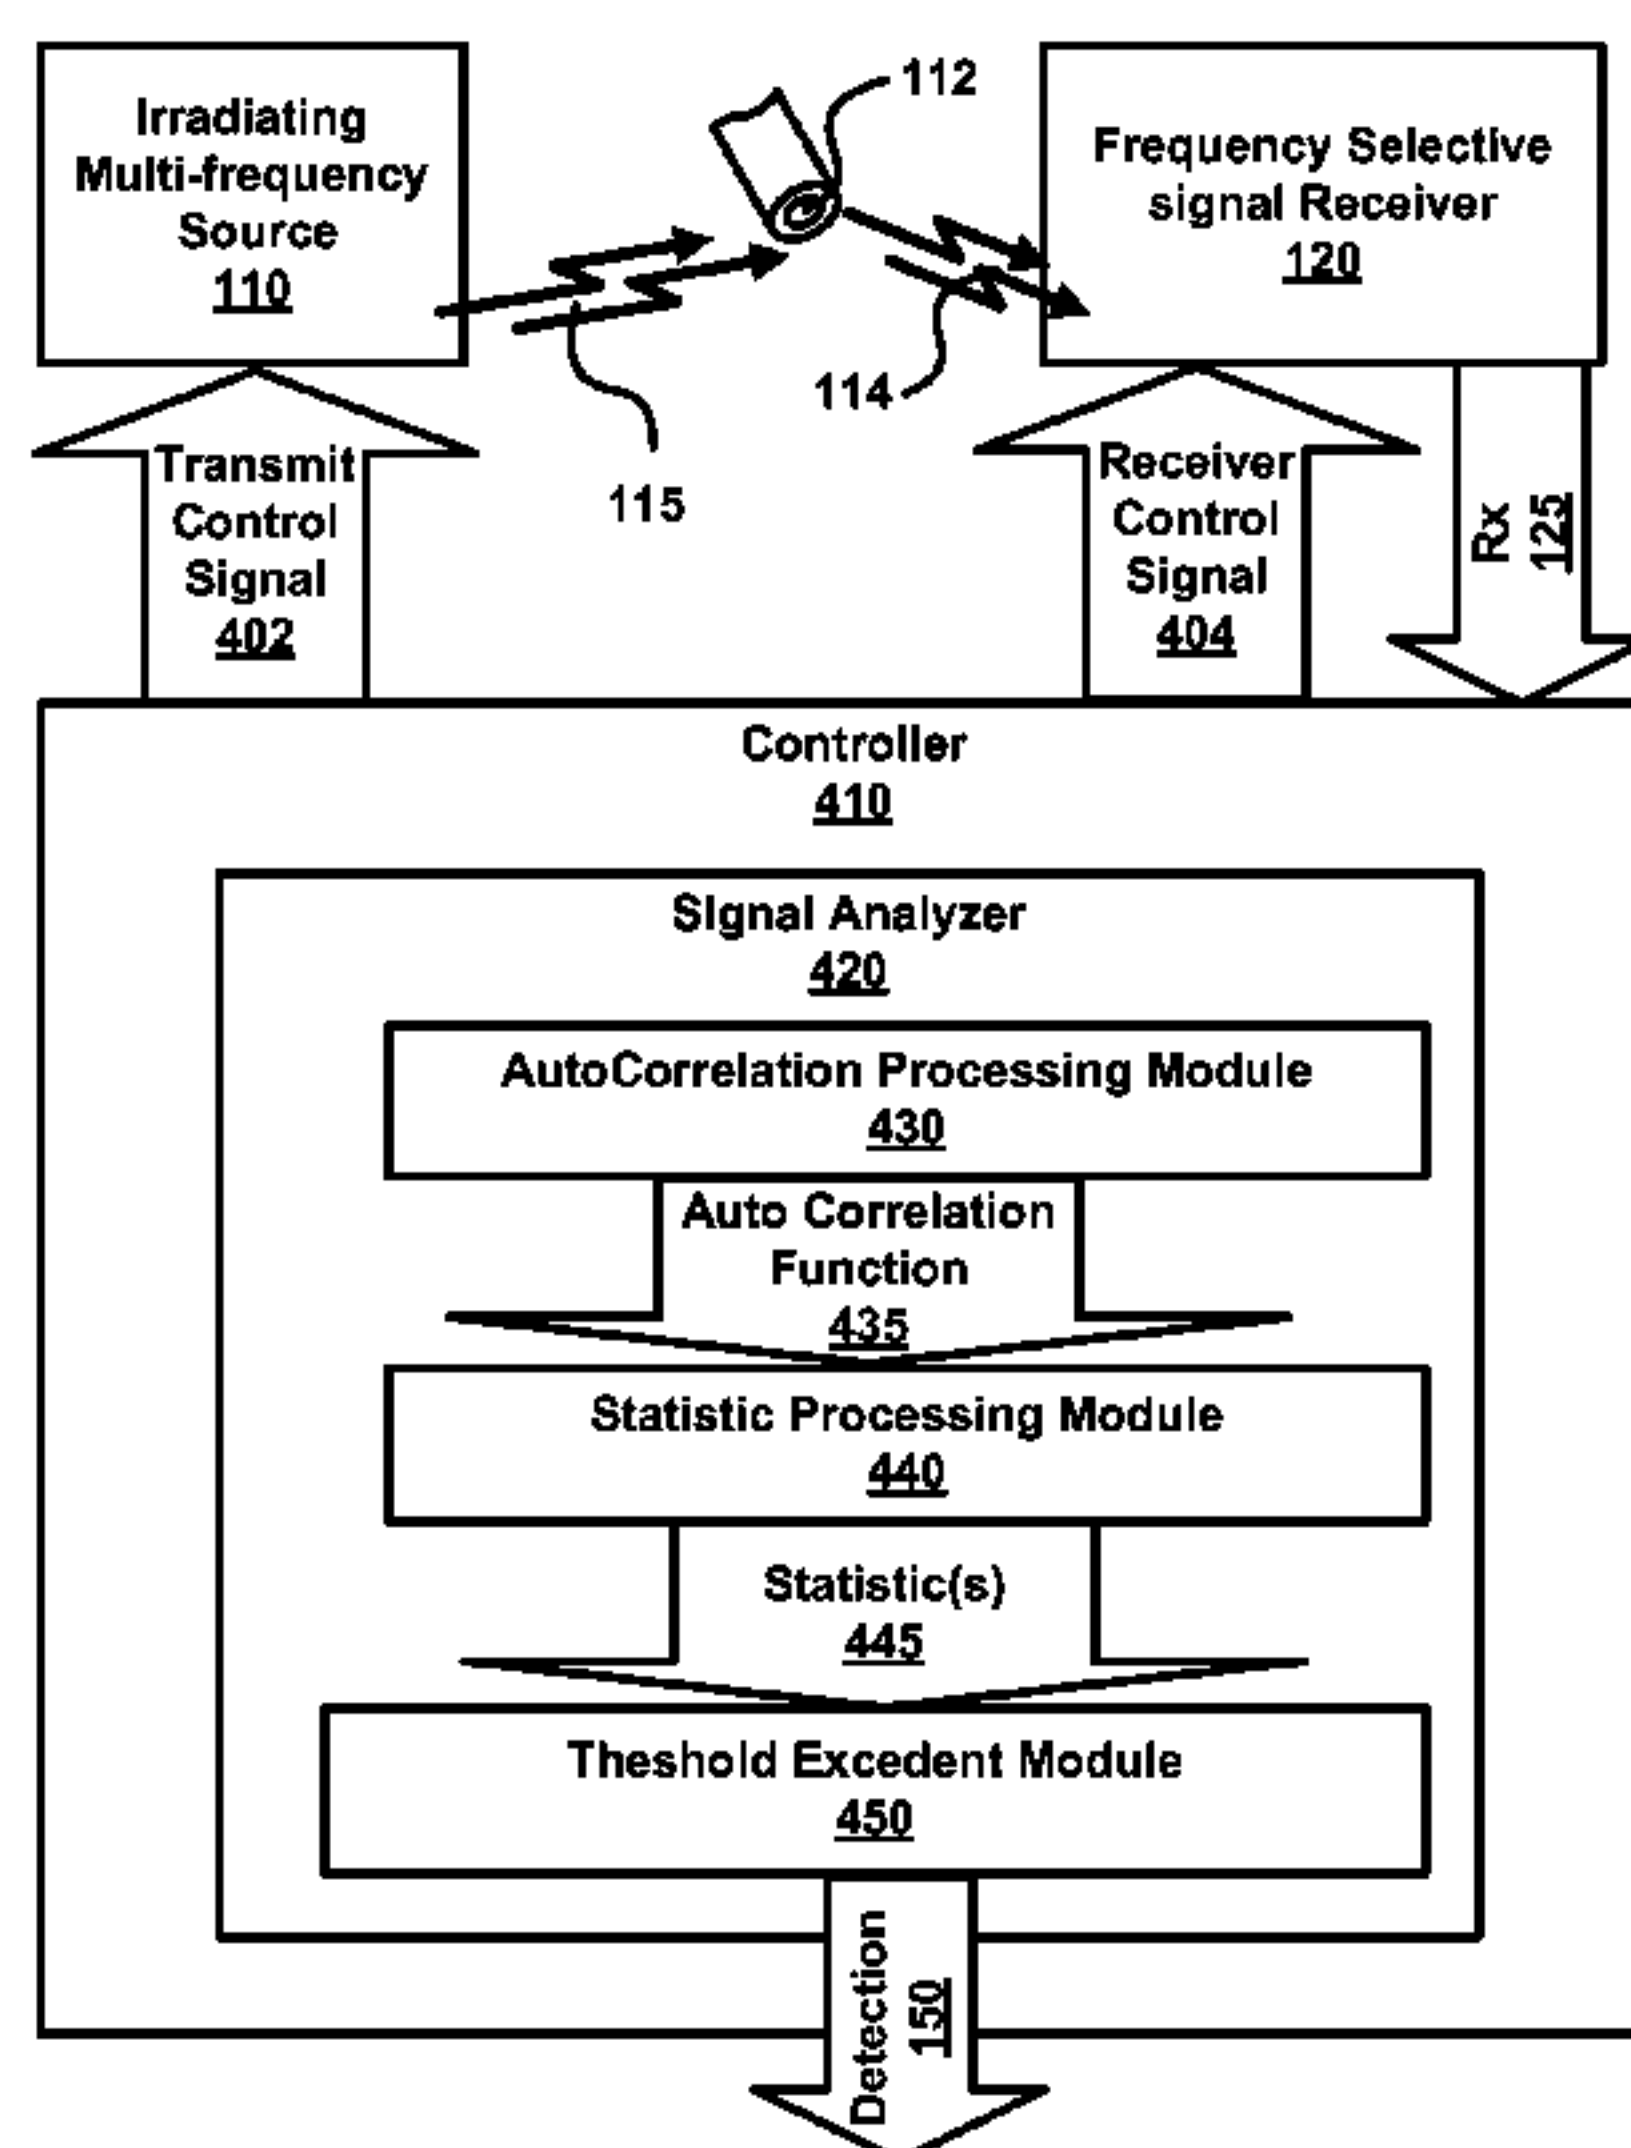 Irradiating
Multi-frequency
Source
110
112
Frequency Selective
signal Receiver
120
115
114
Transmit
Control
Signal
402
Receiver
Control
Signal
404
Rx
125
Controller
410
Signal Analyzer
420
AutoCorrelation Processing Module
430
Auto Correlation
Function
435
Statistic Processing Module
440
Statistic(s)
445
Theshold Excedent Module
450
Detection
150